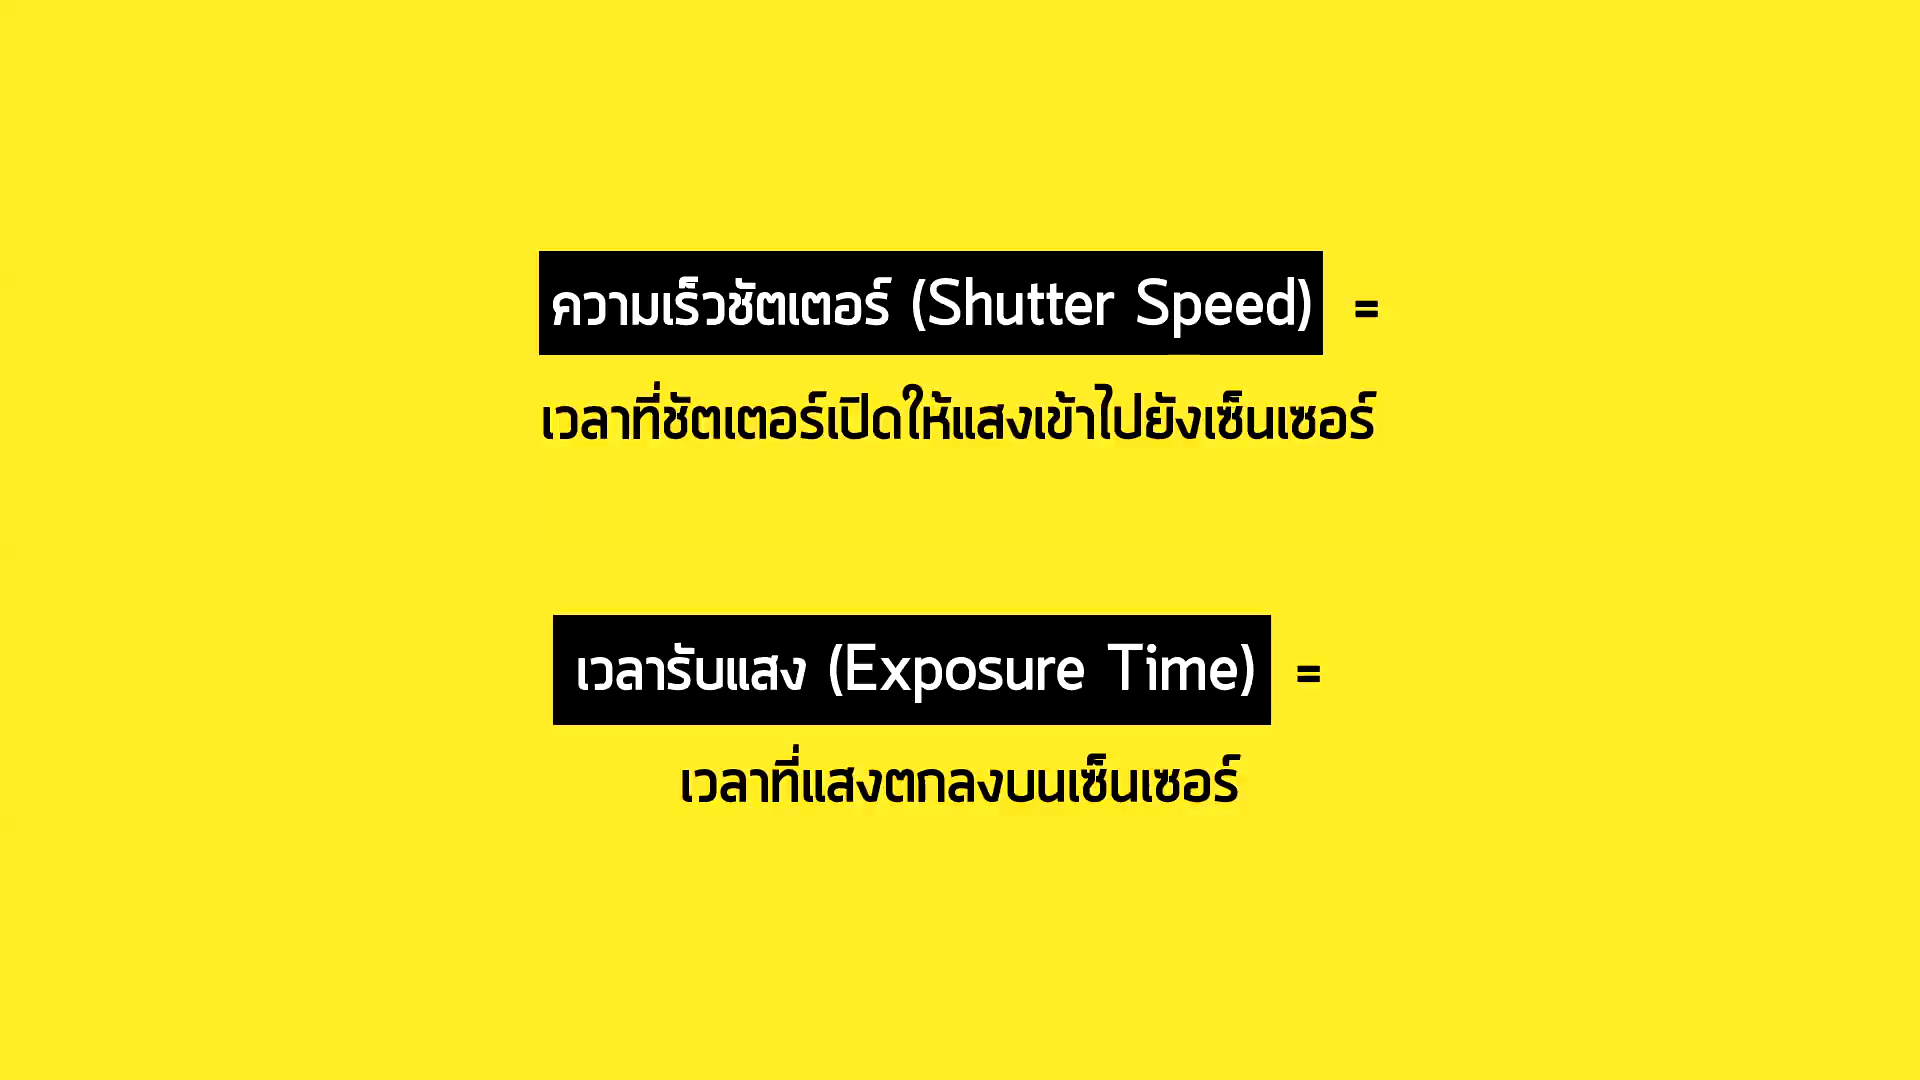 ความเร็วชัตเตอร์ (Shutter Speed) =
เวลาที่ชัตเตอร์เปิดให้แสงเข้าไปยังเซ็นเซอร์
เวลารับแสง (Exposure Time) =
เวลาที่แสงตกลงบนเซ็นเซอร์